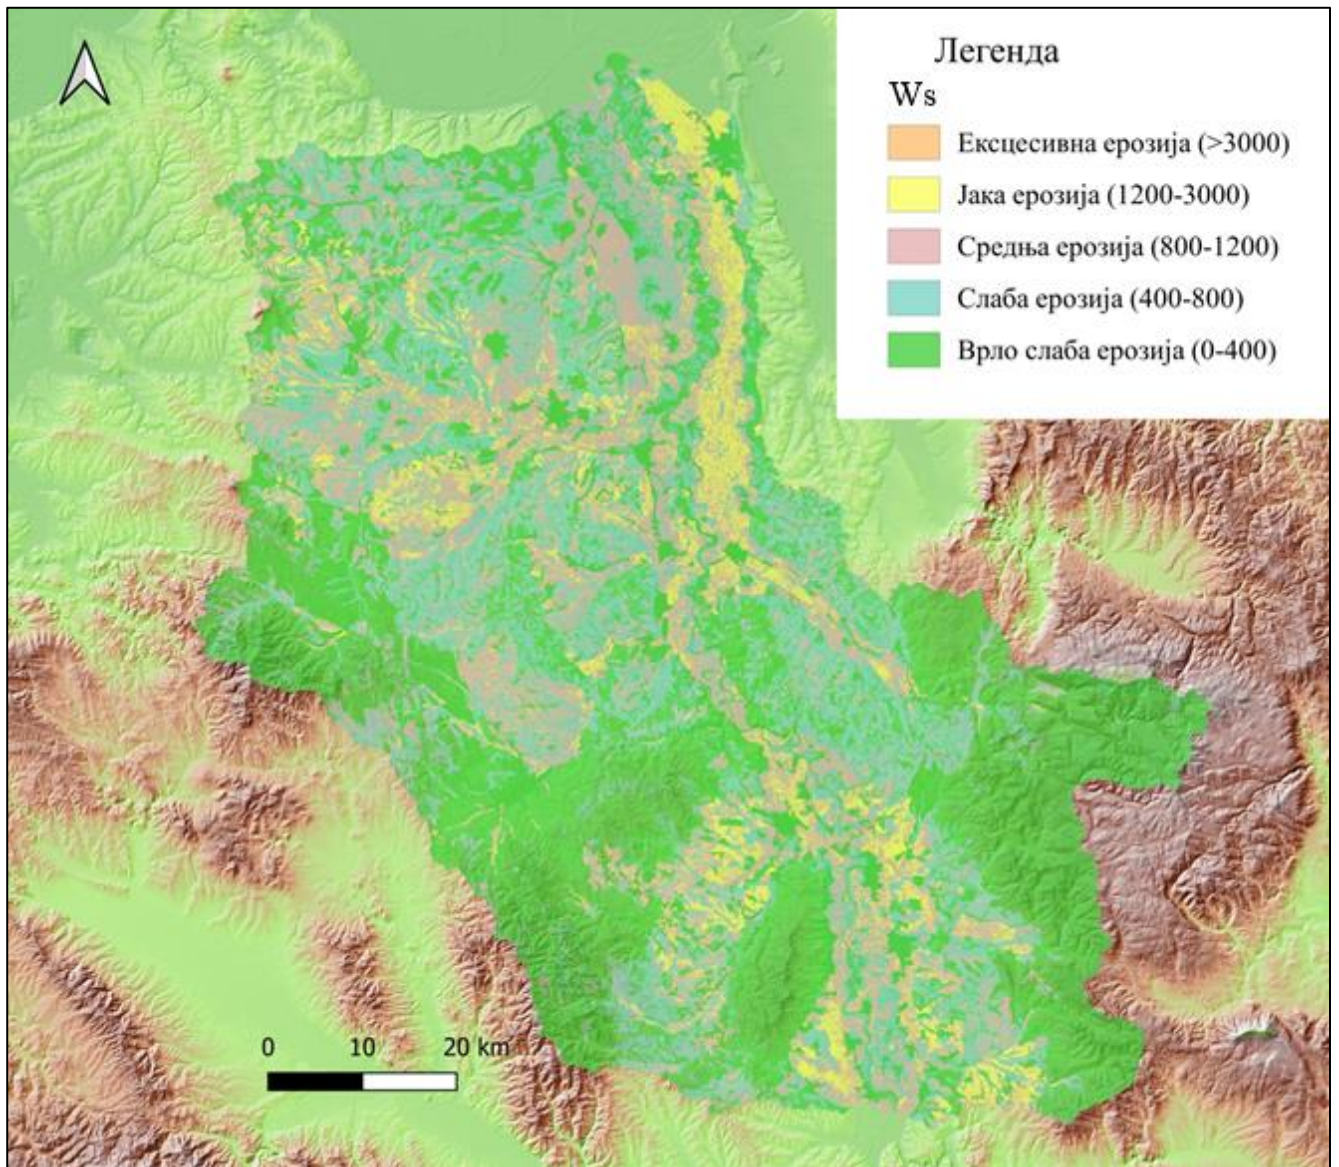 Легенда
Ws
Ексцесивна ерозија (>3000)
Јака ерозија (1200-3000)
Средња ерозија (800-1200)
Слаба ерозија (400-800)
Врло слаба ерозија (0-400)
0 10 20 km